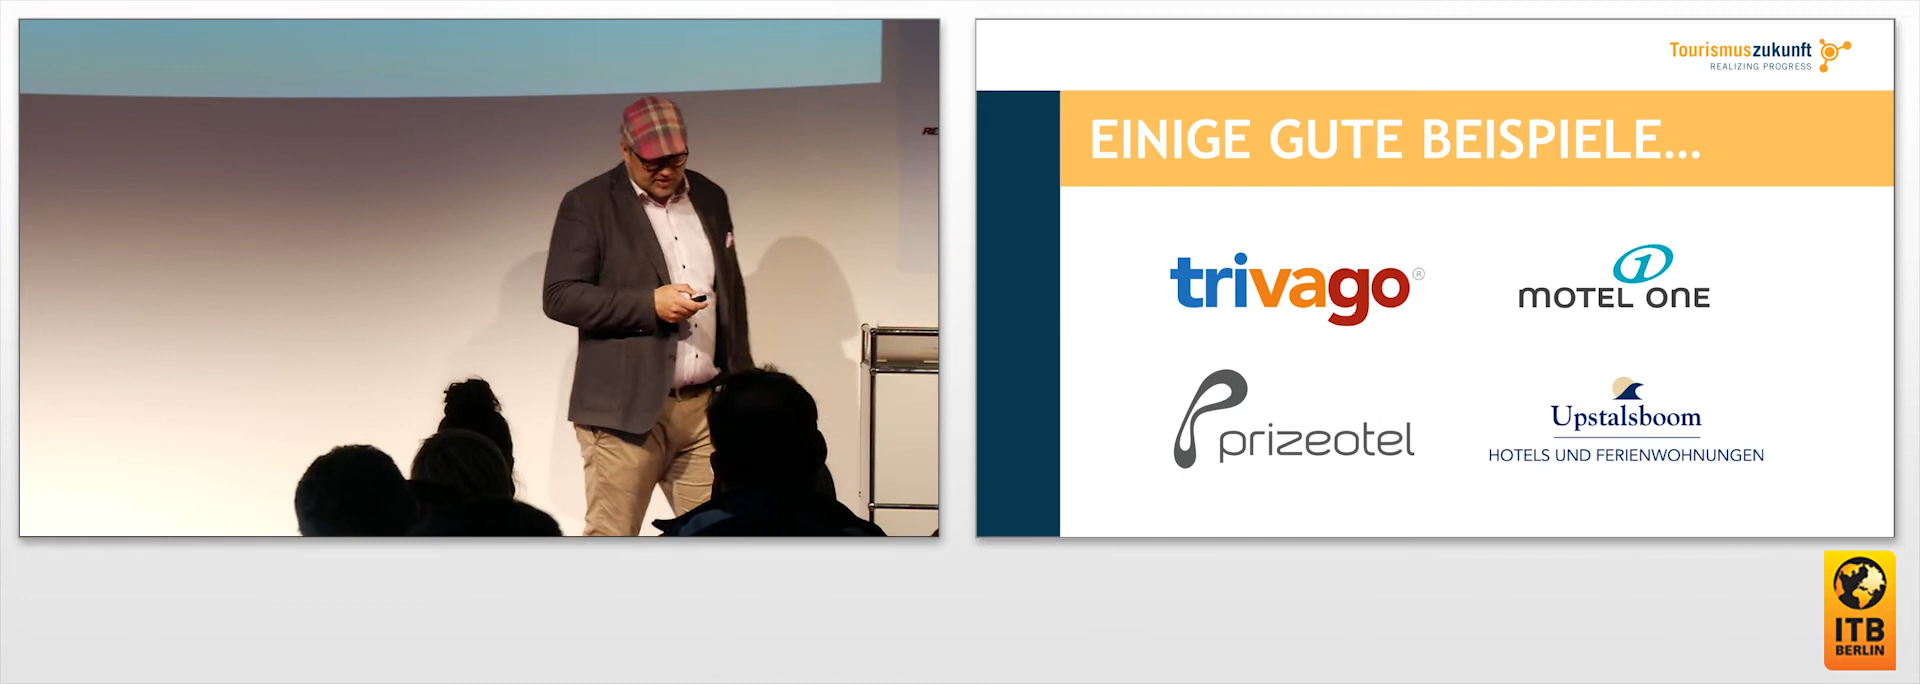 Tourismuszukunft
REALIZING PROGRESS
EINIGE GUTE BEISPIELE...
trivago®
MOTEL ONE
prizeotel
Upstalsboom
HOTELS UND FERIENWOHNUNGEN
ITB
BERLIN